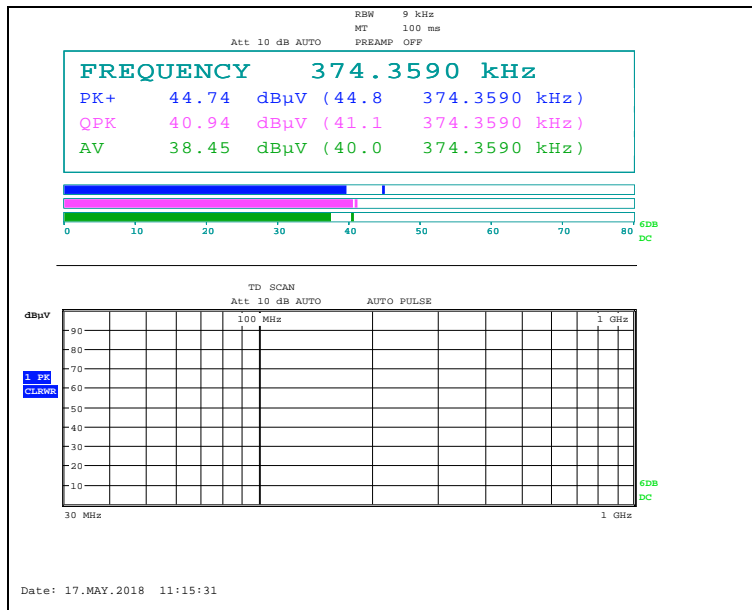 RBW 9 kHz
MT 100 ms
Att 10 dB AUTO PREAMP OFF
FREQUENCY 374.3590 kHz
PK+ 44.74 dBµV (44.8 374.3590 kHz)
QPK 40.94 dBµV (41.1 374.3590 kHz)
AV 38.45 dBµV (40.0 374.3590 kHz)
0 10 20 30 40 50 60 70 80
6DB
DC
TD SCAN
Att 10 dB AUTO AUTO PULSE
dBµV
100 MHz 1 GHz
90
80
70
1 PK
CLRWR
60
50
40
30
20
10
6DB
DC
30 MHz 1 GHz
Date: 17.MAY.2018 11:15:31